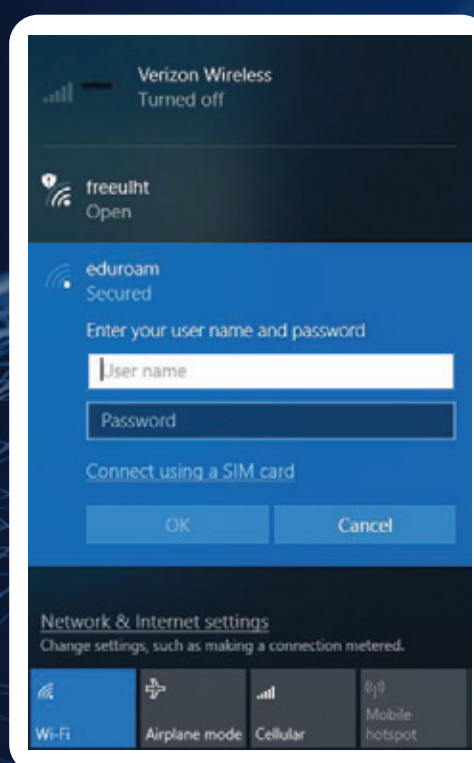 Verizon Wireless
Turned off
freeulht
Open
eduroam
Secured
Enter your user name and password
User name
Password
Connect using a SIM card
OK
Cancel
Network & Internet settings
Change settings, such as making a connection metered.
Wi-Fi
Airplane mode
Cellular
Mobile
hotspot